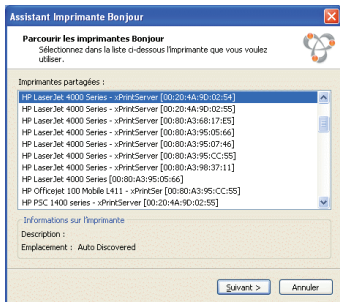 Assistant Imprimante Bonjour
Parcourir les imprimantes Bonjour
Sélectionnez dans la liste ci-dessous l'imprimante que vous voulez
utiliser.
Imprimantes partagées :
HP LaserJet 4000 Series - xPrintServer [00:20:4A:9D:02:54]
HP LaserJet 4000 Series - xPrintServer [00:20:4A:9D:02:55]
HP LaserJet 4000 Series - xPrintServer [00:80:A3:68:17:E5]
HP LaserJet 4000 Series - xPrintServer [00:80:A3:95:05:66]
HP LaserJet 4000 Series - xPrintServer [00:80:A3:95:07:46]
HP LaserJet 4000 Series - xPrintServer [00:80:A3:95:CC:55]
HP LaserJet 4000 Series - xPrintServer [00:80:A3:98:37:11]
HP LaserJet 4000 Series [00:80:A3:95:05:66]
HP Officejet 100 Mobile L411 - xPrintSer [00:80:A3:95:CC:55]
HP PSC 1400 series - xPrintServer [00:20:4A:9D:02:55]
Informations sur l'imprimante
Description :
Emplacement : Auto Discovered
Suivant >
Annuler